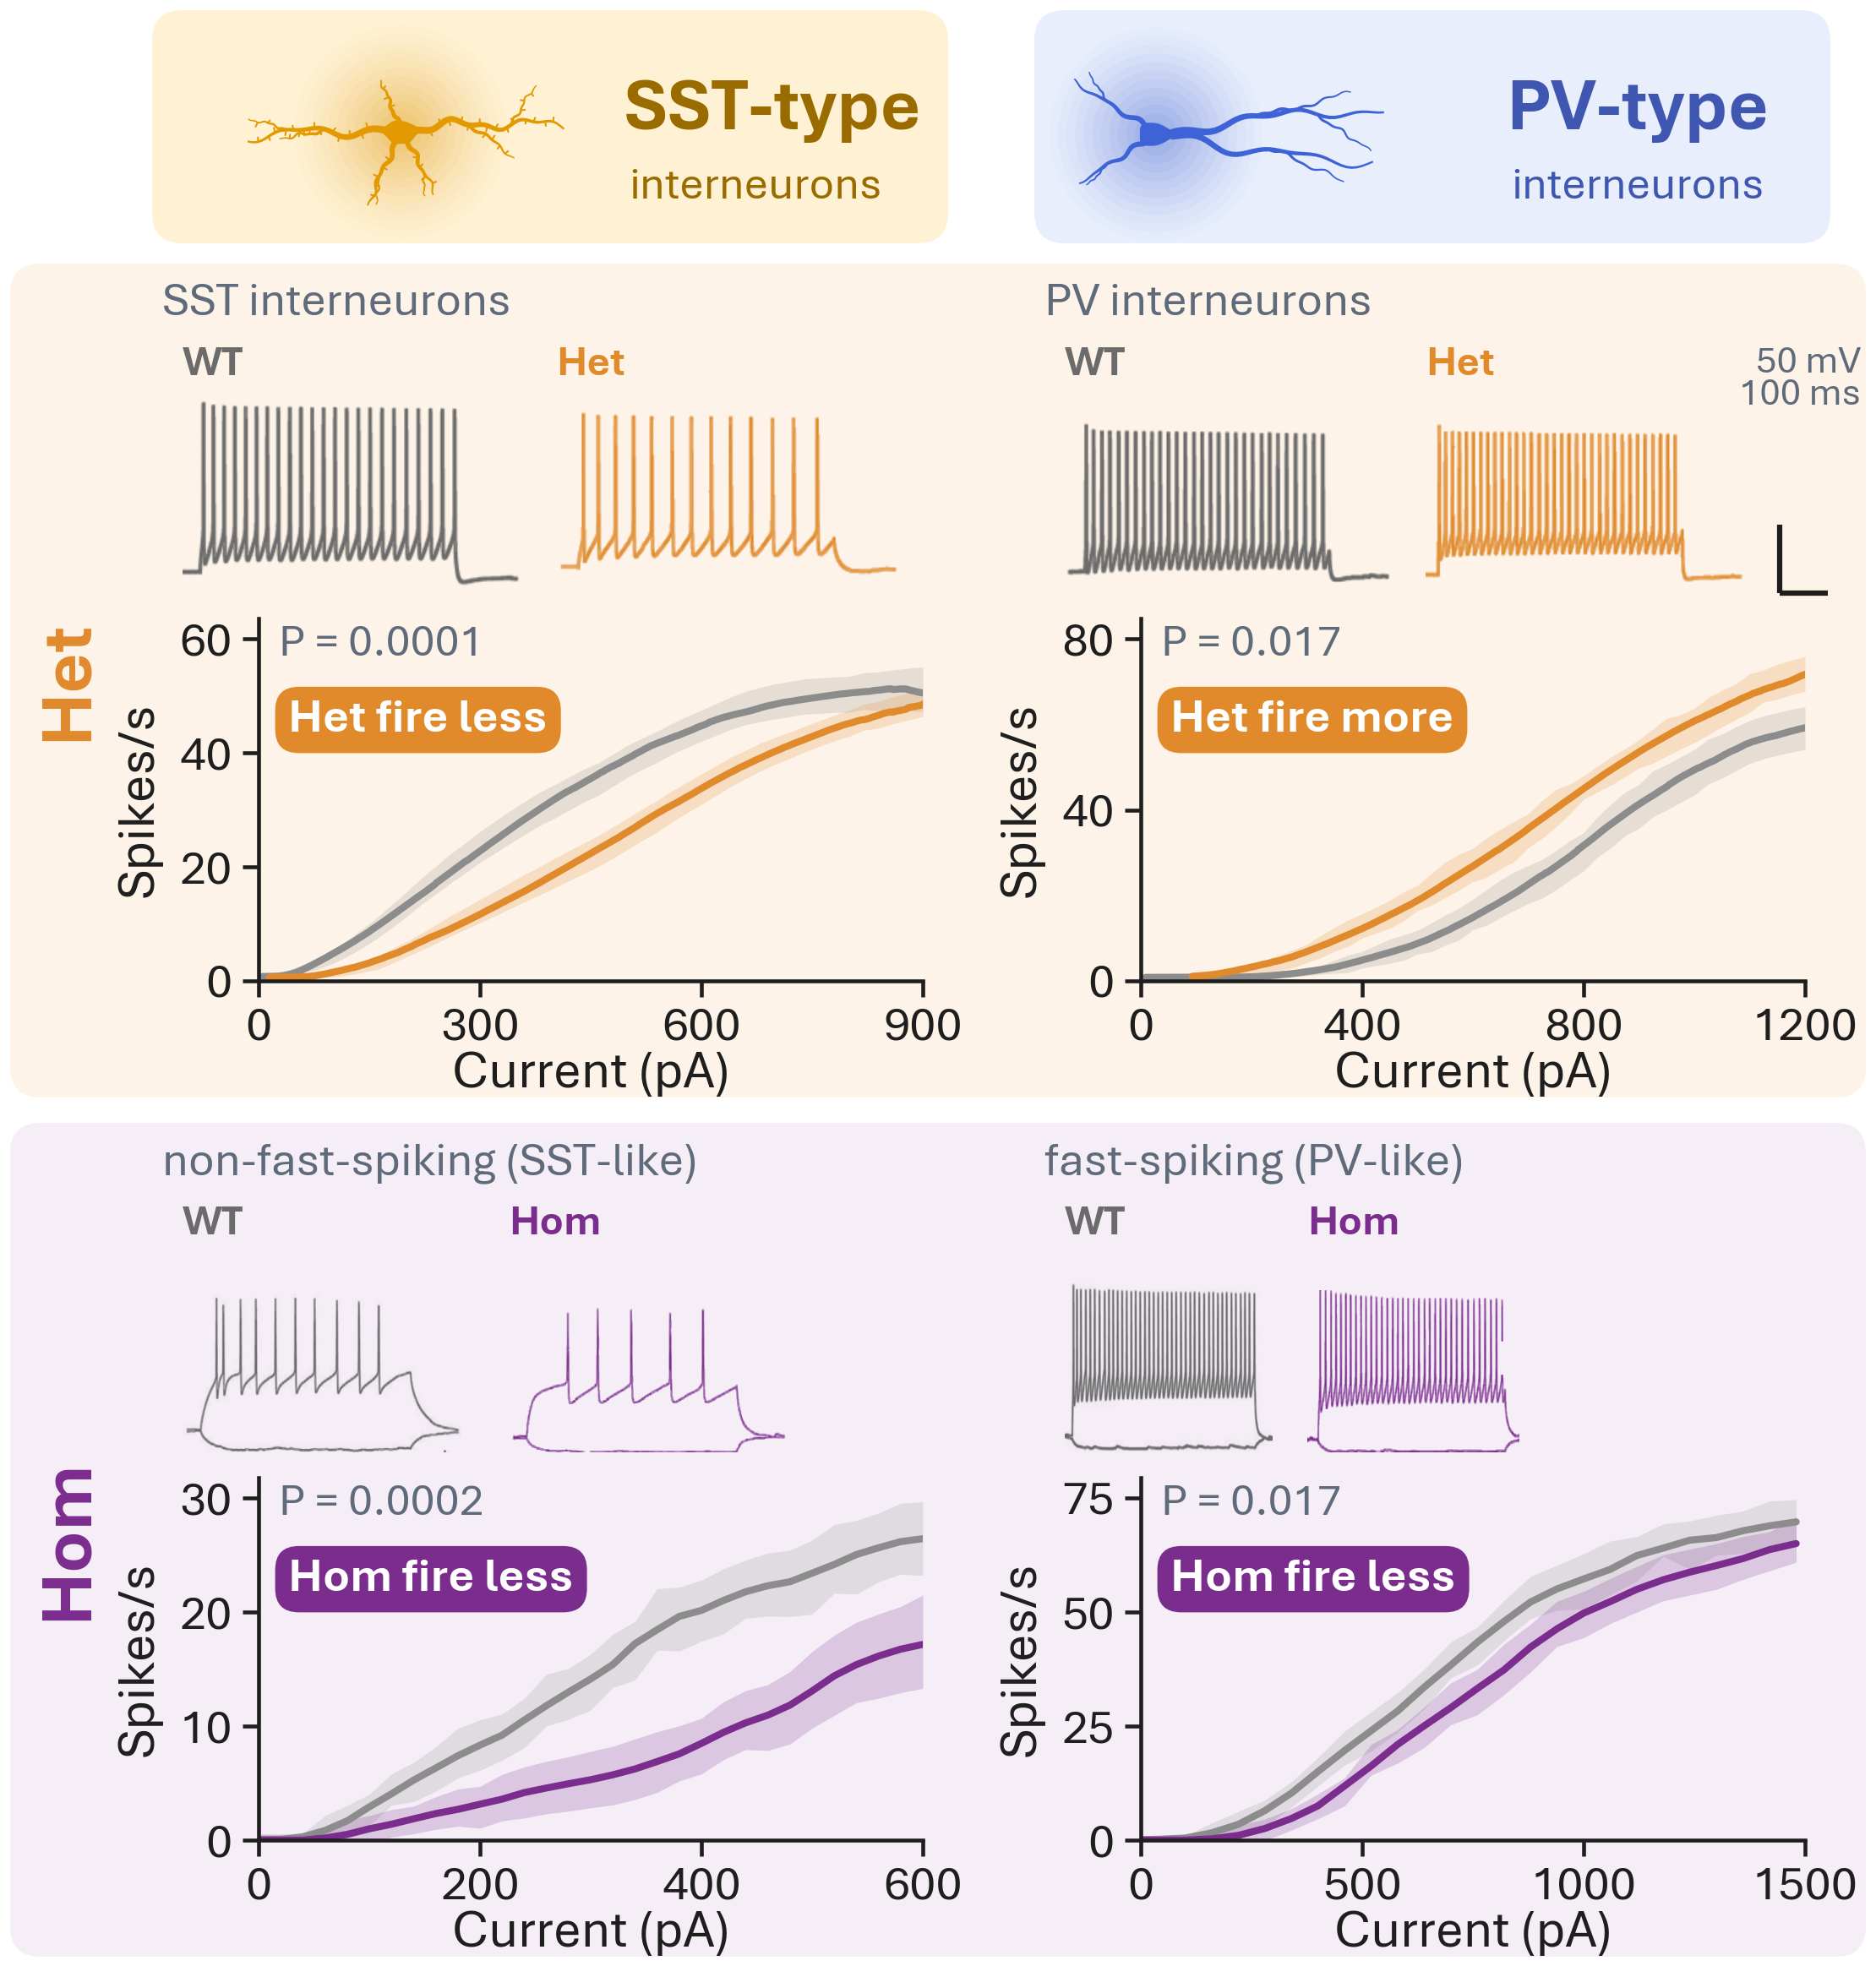 SST-type
interneurons
PV-type
interneurons
Het
SST interneurons
WT
Het
P = 0.0001
Het fire less
Spikes/s
60
40
20
0
0 300 600 900
Current (pA)
PV interneurons
WT
Het
50 mV
100 ms
P = 0.017
Het fire more
Spikes/s
80
40
0
0 400 800 1200
Current (pA)
Hom
non-fast-spiking (SST-like)
WT
Hom
P = 0.0002
Hom fire less
Spikes/s
30
20
10
0
0 200 400 600
Current (pA)
fast-spiking (PV-like)
WT
Hom
P = 0.017
Hom fire less
Spikes/s
75
50
25
0
0 500 1000 1500
Current (pA)